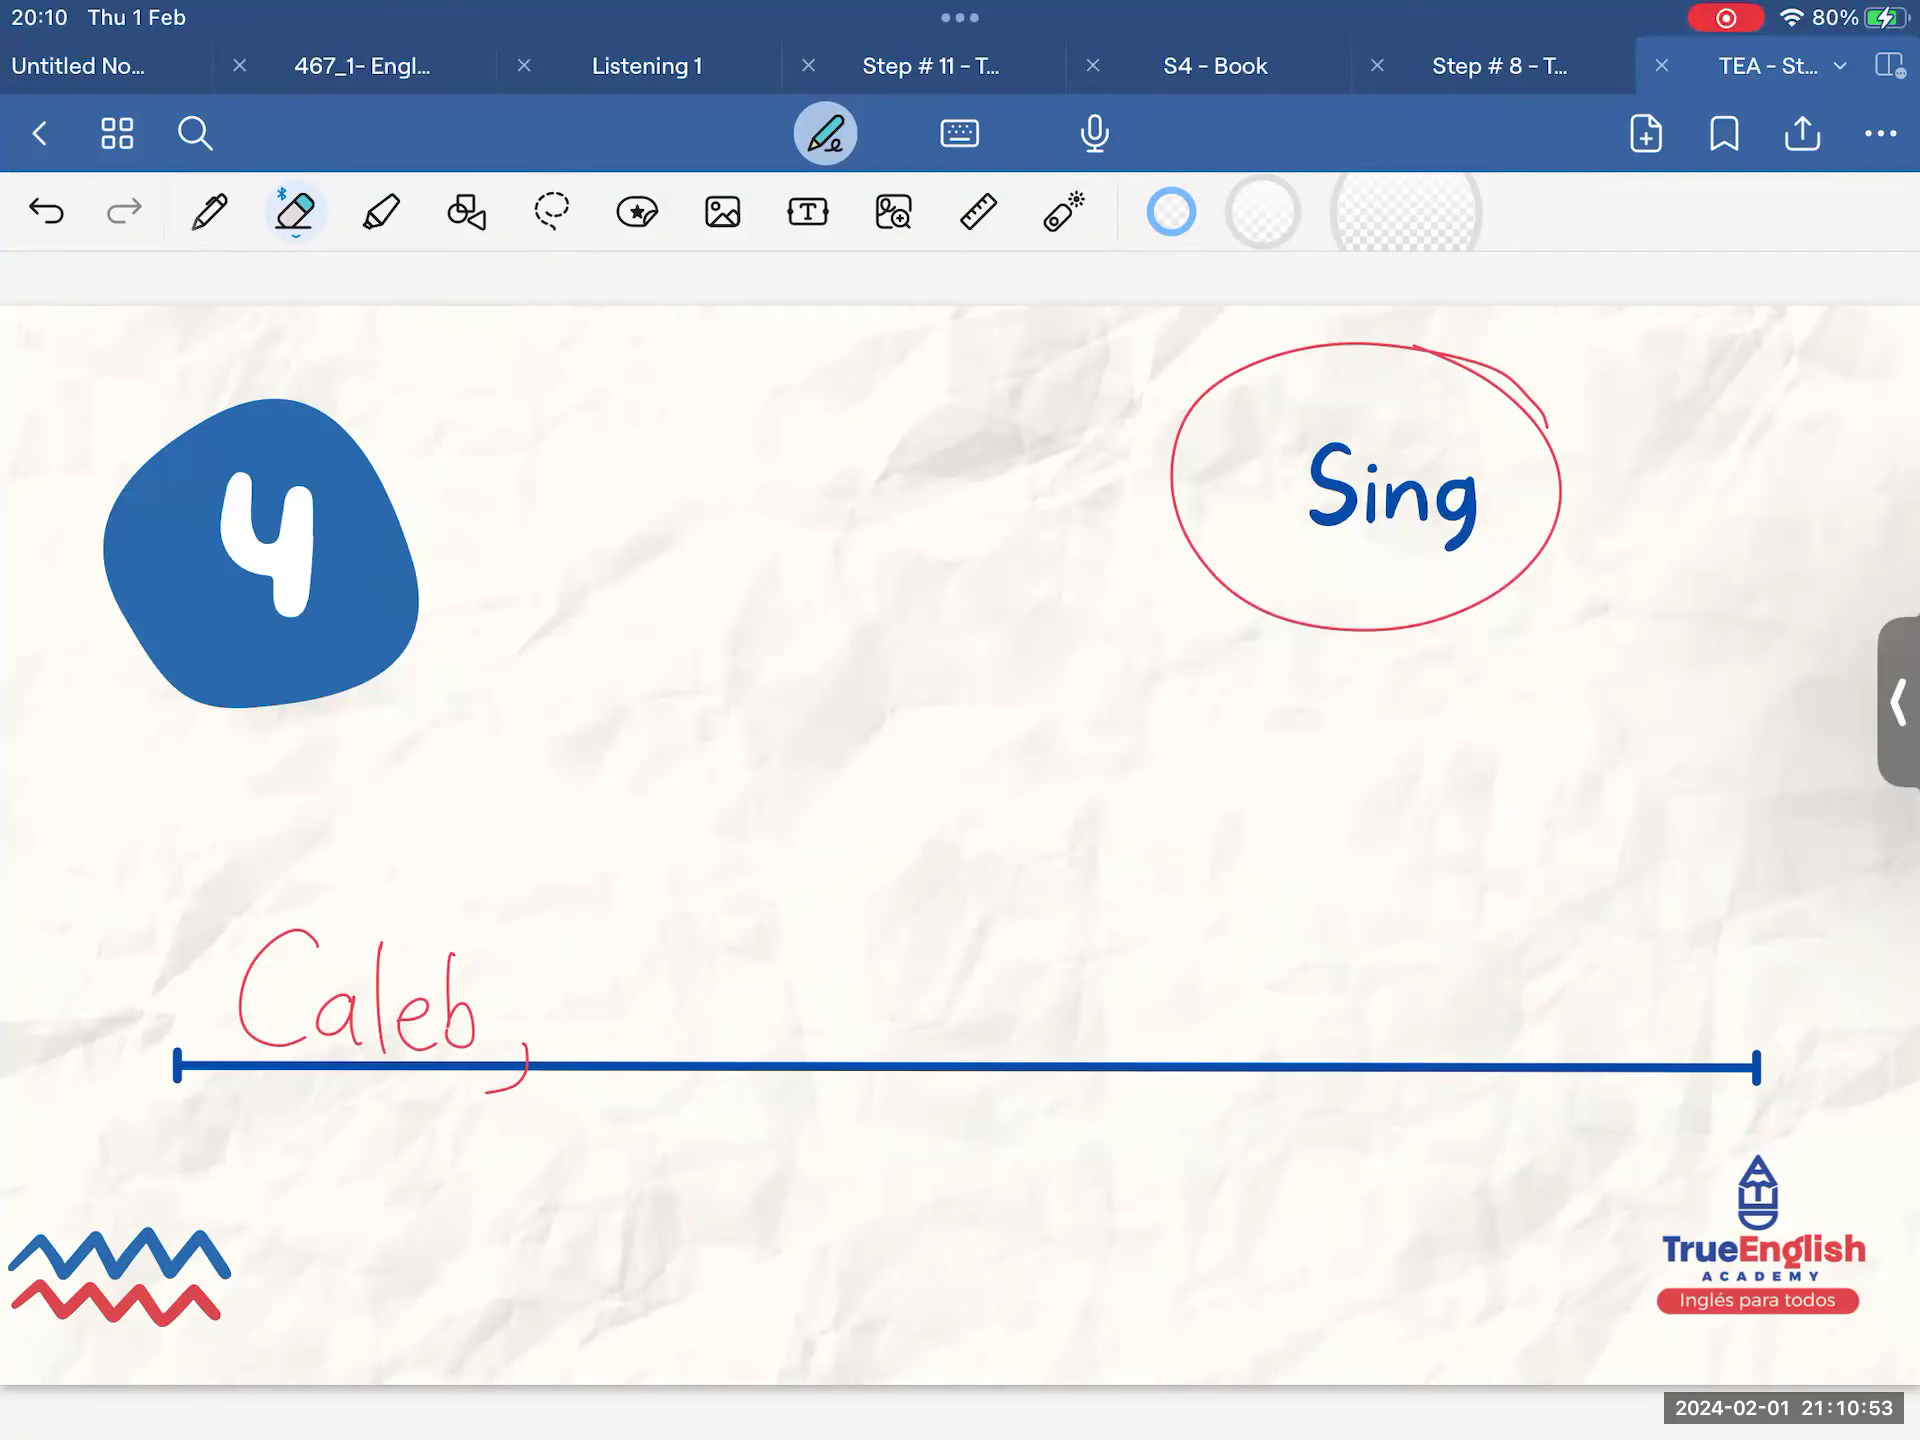 20:10 Thu 1 Feb
80%
Untitled No...
467_1- Engl...
Listening 1
Step # 11 - T...
S4 - Book
Step # 8 - T...
TEA - St...
4
Sing
Caleb,
TrueEnglish
ACADEMY
Inglés para todos
2024-02-01 21:10:53